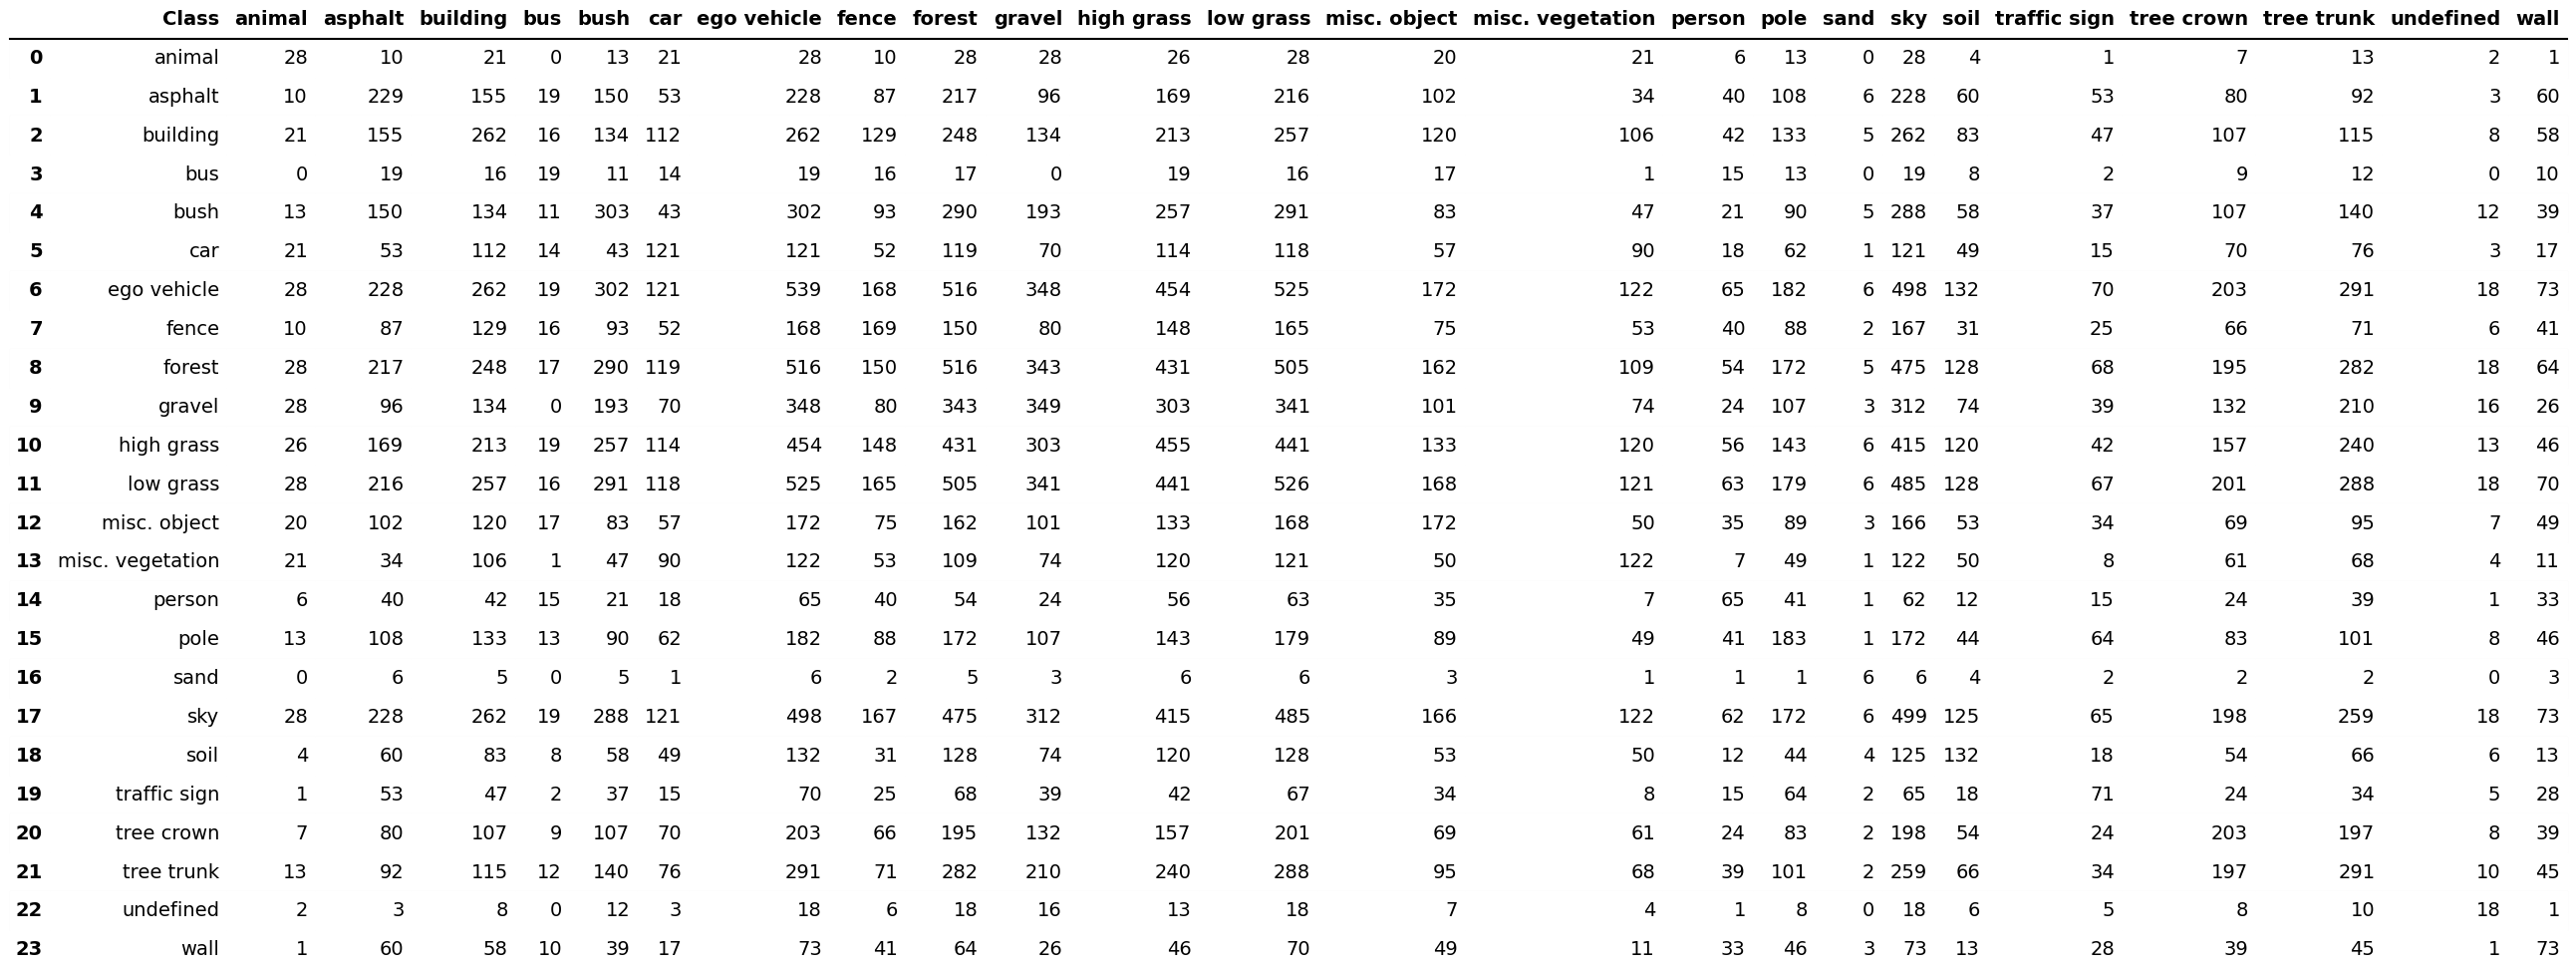 Class animal asphalt building bus bush car ego vehicle fence forest gravel high grass low grass misc. object misc. vegetation person pole sand sky soil traffic sign tree crown tree trunk undefined wall
0 animal 28 10 21 0 13 21 28 10 28 28 26 28 20 21 6 13 0 28 4 1 7 13 2 1
1 asphalt 10 229 155 19 150 53 228 87 217 96 169 216 102 34 40 108 6 228 60 53 80 92 3 60
2 building 21 155 262 16 134 112 262 129 248 134 213 257 120 106 42 133 5 262 83 47 107 115 8 58
3 bus 0 19 16 19 11 14 19 16 17 0 19 16 17 1 15 13 0 19 8 2 9 12 0 10
4 bush 13 150 134 11 303 43 302 93 290 193 257 291 83 47 21 90 5 288 58 37 107 140 12 39
5 car 21 53 112 14 43 121 121 52 119 70 114 118 57 90 18 62 1 121 49 15 70 76 3 17
6 ego vehicle 28 228 262 19 302 121 539 168 516 348 454 525 172 122 65 182 6 498 132 70 203 291 18 73
7 fence 10 87 129 16 93 52 168 169 150 80 148 165 75 53 40 88 2 167 31 25 66 71 6 41
8 forest 28 217 248 17 290 119 516 150 516 343 431 505 162 109 54 172 5 475 128 68 195 282 18 64
9 gravel 28 96 134 0 193 70 348 80 343 349 303 341 101 74 24 107 3 312 74 39 132 210 16 26
10 high grass 26 169 213 19 257 114 454 148 431 303 455 441 133 120 56 143 6 415 120 42 157 240 13 46
11 low grass 28 216 257 16 291 118 525 165 505 341 441 526 168 121 63 179 6 485 128 67 201 288 18 70
12 misc. object 20 102 120 17 83 57 172 75 162 101 133 168 172 50 35 89 3 166 53 34 69 95 7 49
13 misc. vegetation 21 34 106 1 47 90 122 53 109 74 120 121 50 122 7 49 1 122 50 8 61 68 4 11
14 person 6 40 42 15 21 18 65 40 54 24 56 63 35 7 65 41 1 62 12 15 24 39 1 33
15 pole 13 108 133 13 90 62 182 88 172 107 143 179 89 49 41 183 1 172 44 64 83 101 8 46
16 sand 0 6 5 0 5 1 6 2 5 3 6 6 3 1 1 1 6 6 4 2 2 2 0 3
17 sky 28 228 262 19 288 121 498 167 475 312 415 485 166 122 62 172 6 499 125 65 198 259 18 73
18 soil 4 60 83 8 58 49 132 31 128 74 120 128 53 50 12 44 4 125 132 18 54 66 6 13
19 traffic sign 1 53 47 2 37 15 70 25 68 39 42 67 34 8 15 64 2 65 18 71 24 34 5 28
20 tree crown 7 80 107 9 107 70 203 66 195 132 157 201 69 61 24 83 2 198 54 24 203 197 8 39
21 tree trunk 13 92 115 12 140 76 291 71 282 210 240 288 95 68 39 101 2 259 66 34 197 291 10 45
22 undefined 2 3 8 0 12 3 18 6 18 16 13 18 7 4 1 8 0 18 6 5 8 10 18 1
23 wall 1 60 58 10 39 17 73 41 64 26 46 70 49 11 33 46 3 73 13 28 39 45 1 73